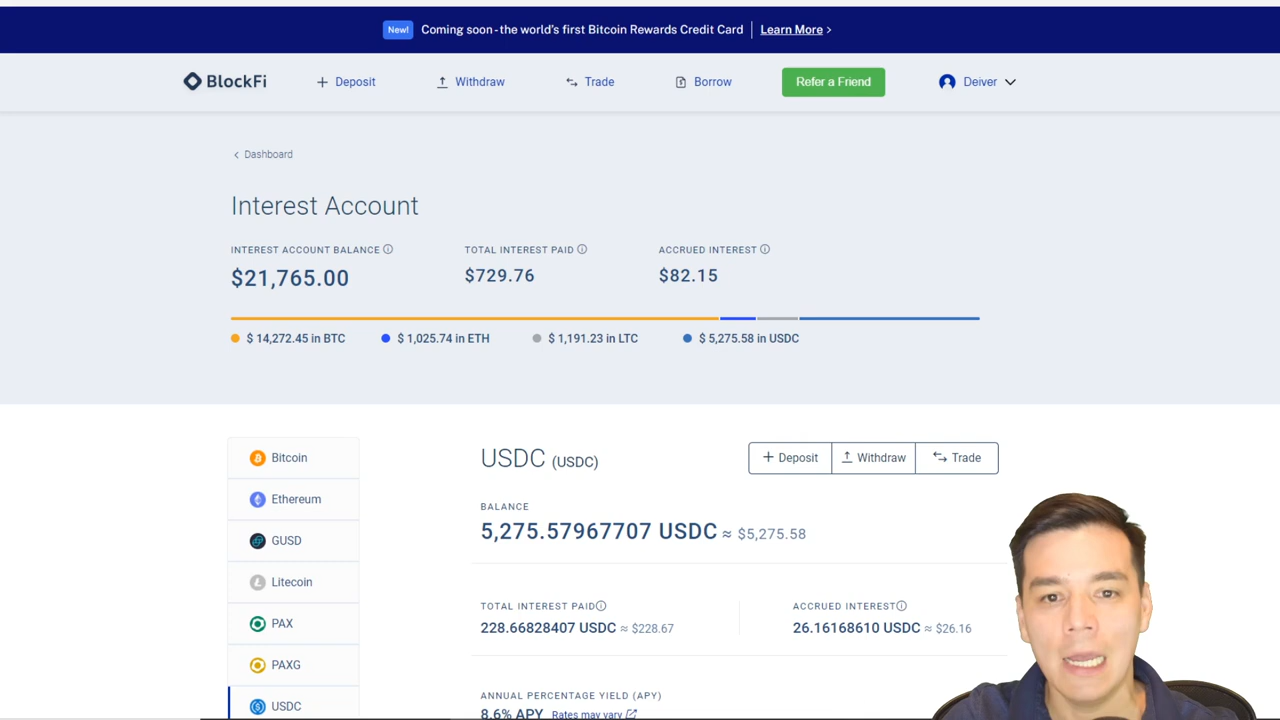 New! Coming soon - the world's first Bitcoin Rewards Credit Card | Learn More >
BlockFi + Deposit Withdraw Trade Borrow Refer a Friend Deiver
< Dashboard
Interest Account
INTEREST ACCOUNT BALANCE TOTAL INTEREST PAID ACCRUED INTEREST
$21,765.00 $729.76 $82.15
$ 14,272.45 in BTC $ 1,025.74 in ETH $ 1,191.23 in LTC $ 5,275.58 in USDC
Bitcoin
Ethereum
GUSD
Litecoin
PAX
PAXG
USDC
USDC (USDC) + Deposit Withdraw Trade
BALANCE
5,275.57967707 USDC ≈ $5,275.58
TOTAL INTEREST PAID ACCRUED INTEREST
228.66828407 USDC ≈ $228.67 26.16168610 USDC ≈ $26.16
ANNUAL PERCENTAGE YIELD (APY)
8.6% APY Rates may vary